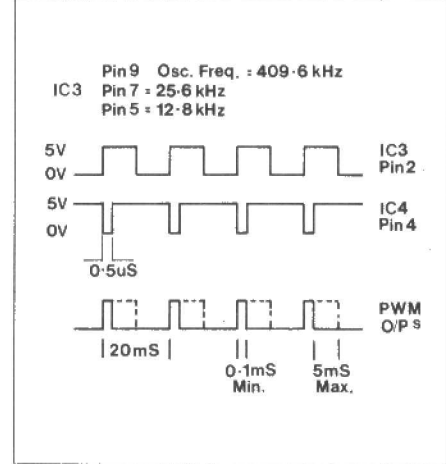 Pin 9 Osc. Freq. = 409·6 kHz
IC3 Pin 7 = 25·6 kHz
Pin 5 = 12·8 kHz
5V
0V
IC3
Pin 2
5V
0V
IC4
Pin 4
0·5uS
PWM
O/PS
20mS
0·1mS
Min.
5mS
Max.